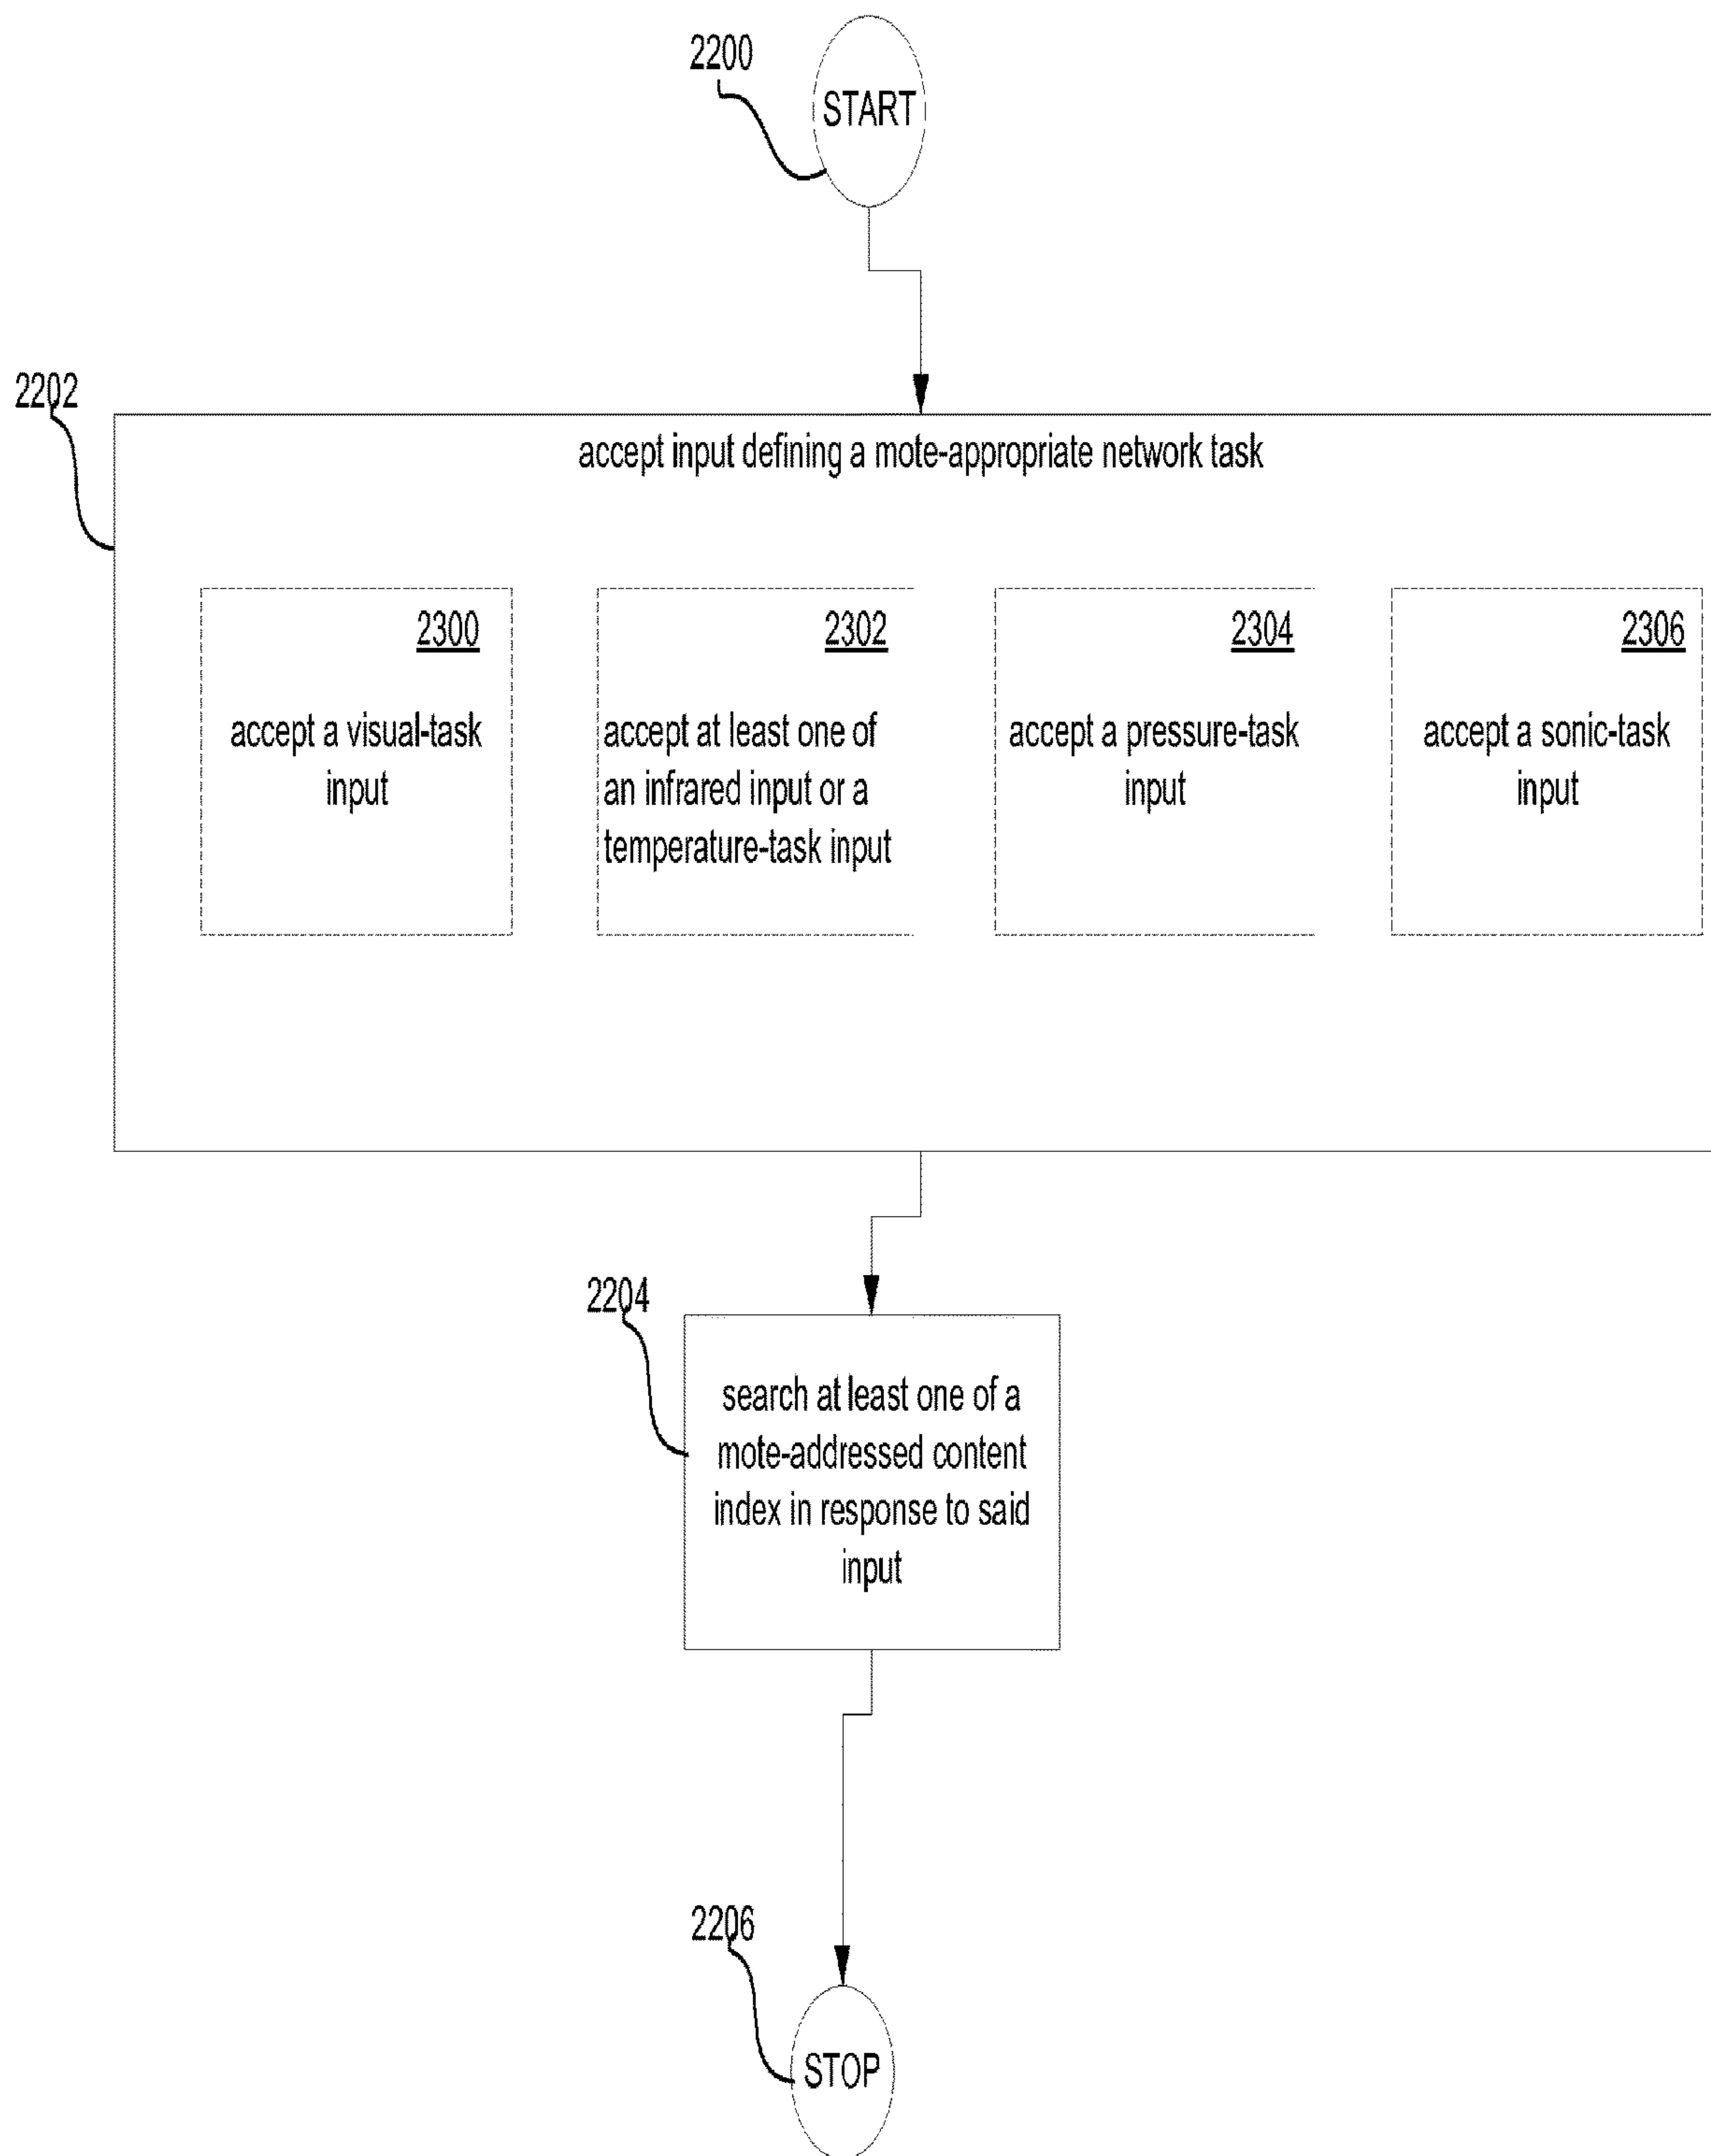 2200
START
2202
accept input defining a mote-appropriate network task
2300
accept a visual-task
input
2302
accept at least one of
an infrared input or a
temperature-task input
2304
accept a pressure-task
input
2306
accept a sonic-task
input
2204
search at least one of a
mote-addressed content
index in response to said
input
2206
STOP